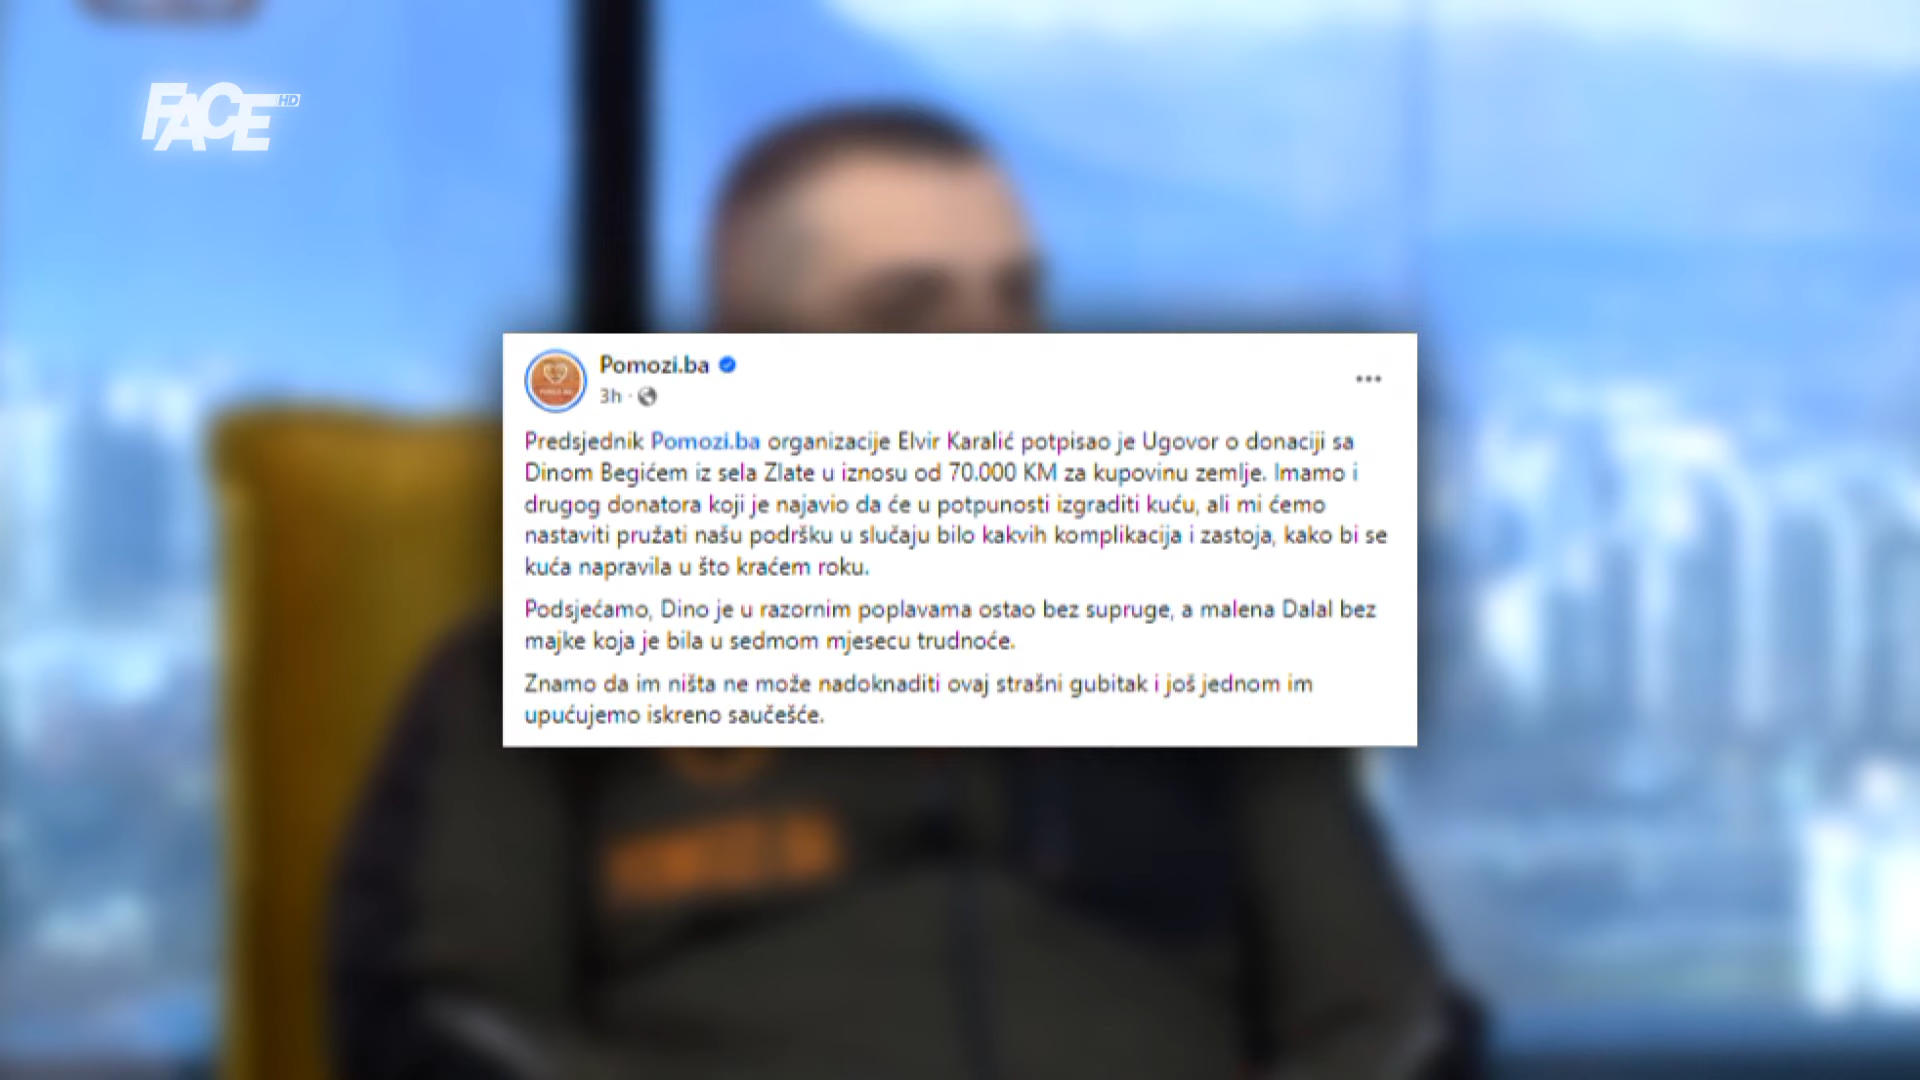 FACE HD
Pomozi.ba
3h ·
Predsjednik Pomozi.ba organizacije Elvir Karalić potpisao je Ugovor o donaciji sa
Dinom Begićem iz sela Zlate u iznosu od 70.000 KM za kupovinu zemlje. Imamo i
drugog donatora koji je najavio da će u potpunosti izgraditi kuću, ali mi ćemo
nastaviti pružati našu podršku u slučaju bilo kakvih komplikacija i zastoja, kako bi se
kuća napravila u što kraćem roku.
Podsjećamo, Dino je u razornim poplavama ostao bez supruge, a malena Dalal bez
majke koja je bila u sedmom mjesecu trudnoće.
Znamo da im ništa ne može nadoknaditi ovaj strašni gubitak i još jednom im
upućujemo iskreno saučešće.